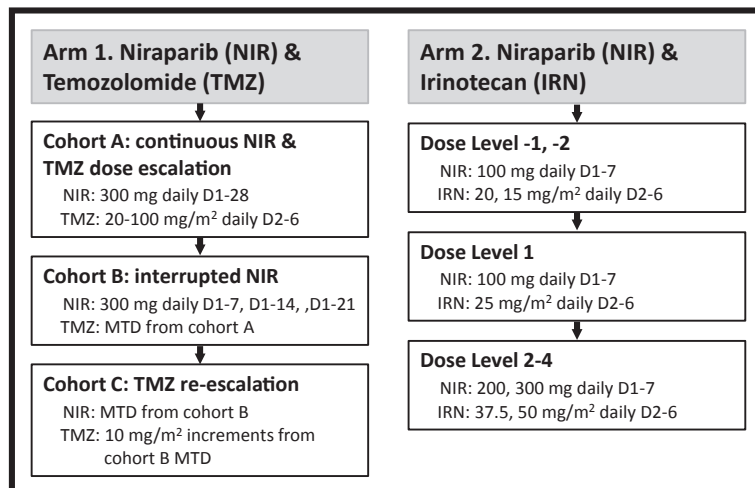 Arm 1. Niraparib (NIR) &
Temozolomide (TMZ)
Cohort A: continuous NIR &
TMZ dose escalation
NIR: 300 mg daily D1-28
TMZ: 20-100 mg/m² daily D2-6
Cohort B: interrupted NIR
NIR: 300 mg daily D1-7, D1-14, ,D1-21
TMZ: MTD from cohort A
Cohort C: TMZ re-escalation
NIR: MTD from cohort B
TMZ: 10 mg/m² increments from
cohort B MTD
Arm 2. Niraparib (NIR) &
Irinotecan (IRN)
Dose Level -1, -2
NIR: 100 mg daily D1-7
IRN: 20, 15 mg/m² daily D2-6
Dose Level 1
NIR: 100 mg daily D1-7
IRN: 25 mg/m² daily D2-6
Dose Level 2-4
NIR: 200, 300 mg daily D1-7
IRN: 37.5, 50 mg/m² daily D2-6